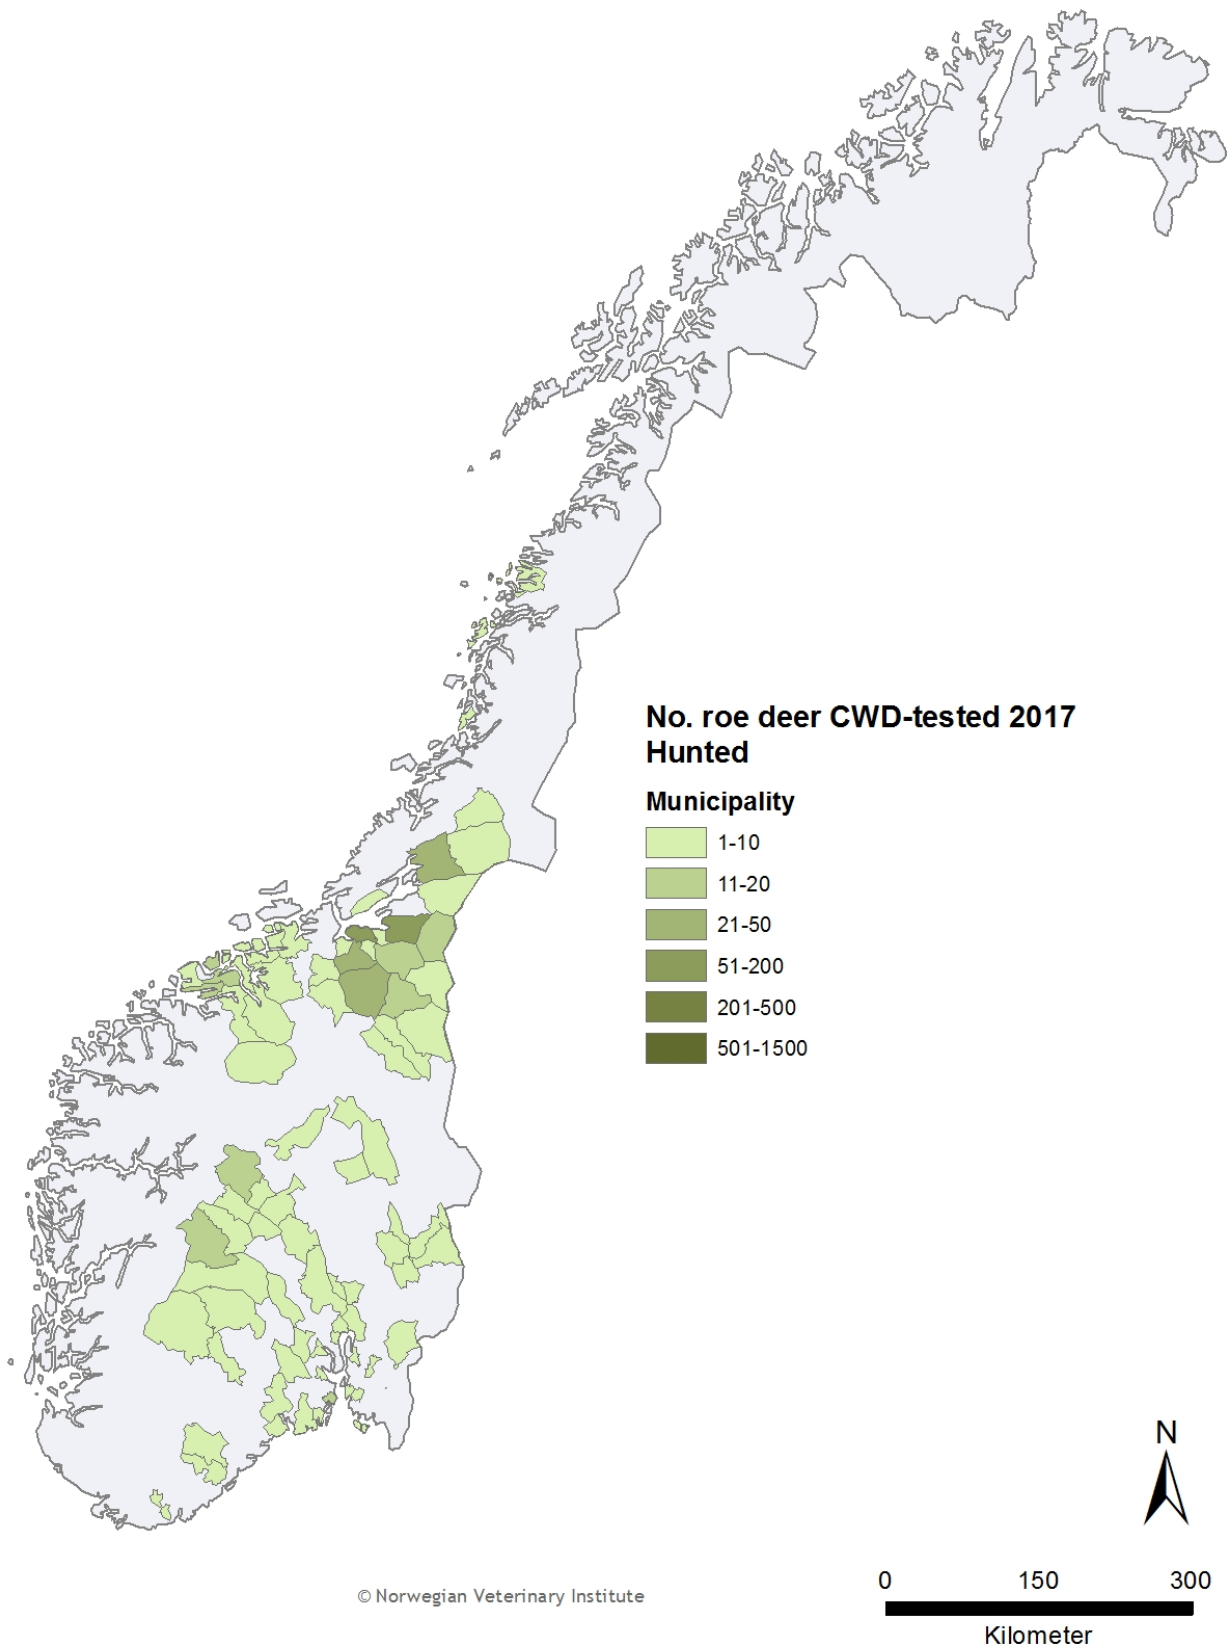 No. roe deer CWD-tested 2017
Hunted
Municipality
1-10
11-20
21-50
51-200
201-500
501-1500
N
0 150 300
Kilometer
© Norwegian Veterinary Institute